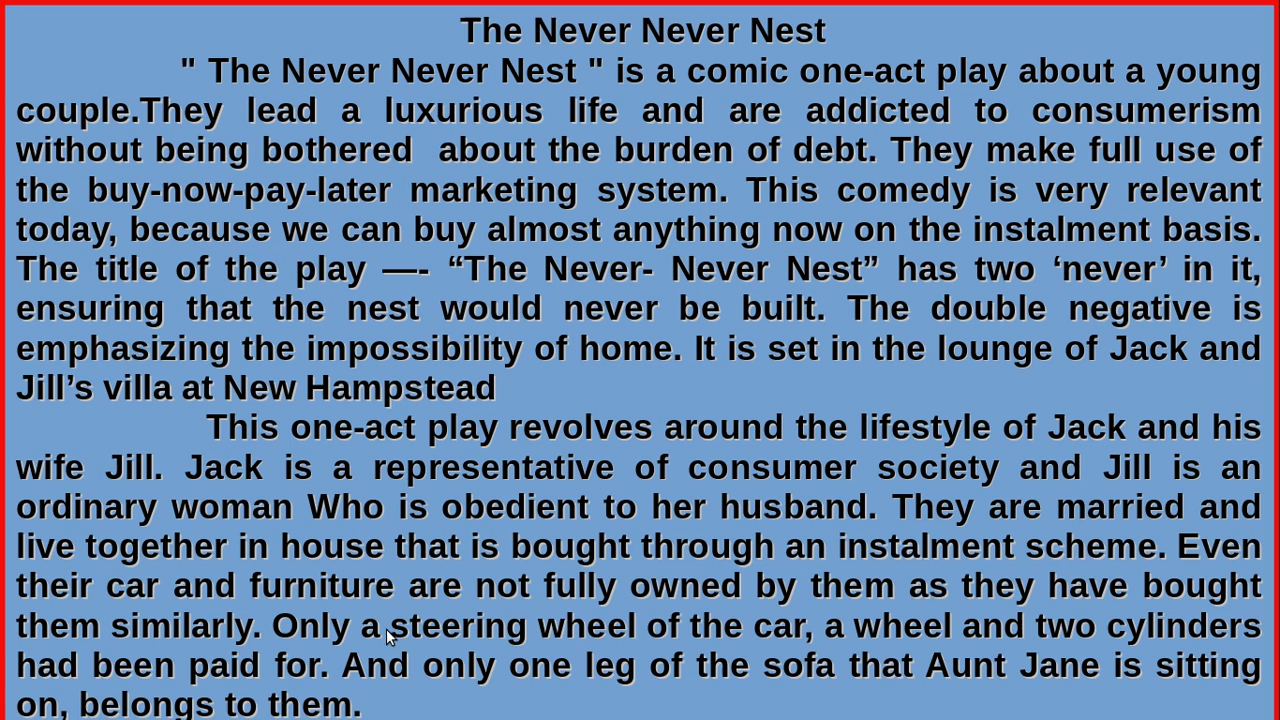 The Never Never Nest
" The Never Never Nest " is a comic one-act play about a young
couple.They lead a luxurious life and are addicted to consumerism
without being bothered  about the burden of debt. They make full use of
the buy-now-pay-later marketing system. This comedy is very relevant
today, because we can buy almost anything now on the instalment basis.
The title of the play —- “The Never- Never Nest” has two ‘never’ in it,
ensuring that the nest would never be built. The double negative is
emphasizing the impossibility of home. It is set in the lounge of Jack and
Jill’s villa at New Hampstead
This one-act play revolves around the lifestyle of Jack and his
wife Jill. Jack is a representative of consumer society and Jill is an
ordinary woman Who is obedient to her husband. They are married and
live together in house that is bought through an instalment scheme. Even
their car and furniture are not fully owned by them as they have bought
them similarly. Only a steering wheel of the car, a wheel and two cylinders
had been paid for. And only one leg of the sofa that Aunt Jane is sitting
on, belongs to them.